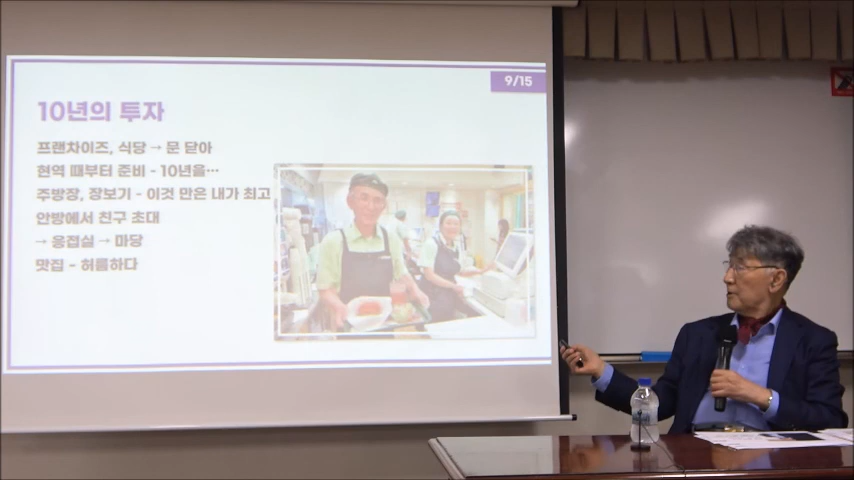 9/15
10년의 투자
프랜차이즈, 식당 → 문 닫아
현역 때부터 준비 - 10년을…
주방장, 장보기 - 이것 만은 내가 최고
안방에서 친구 초대
→ 응접실 → 마당
맛집 - 허름하다